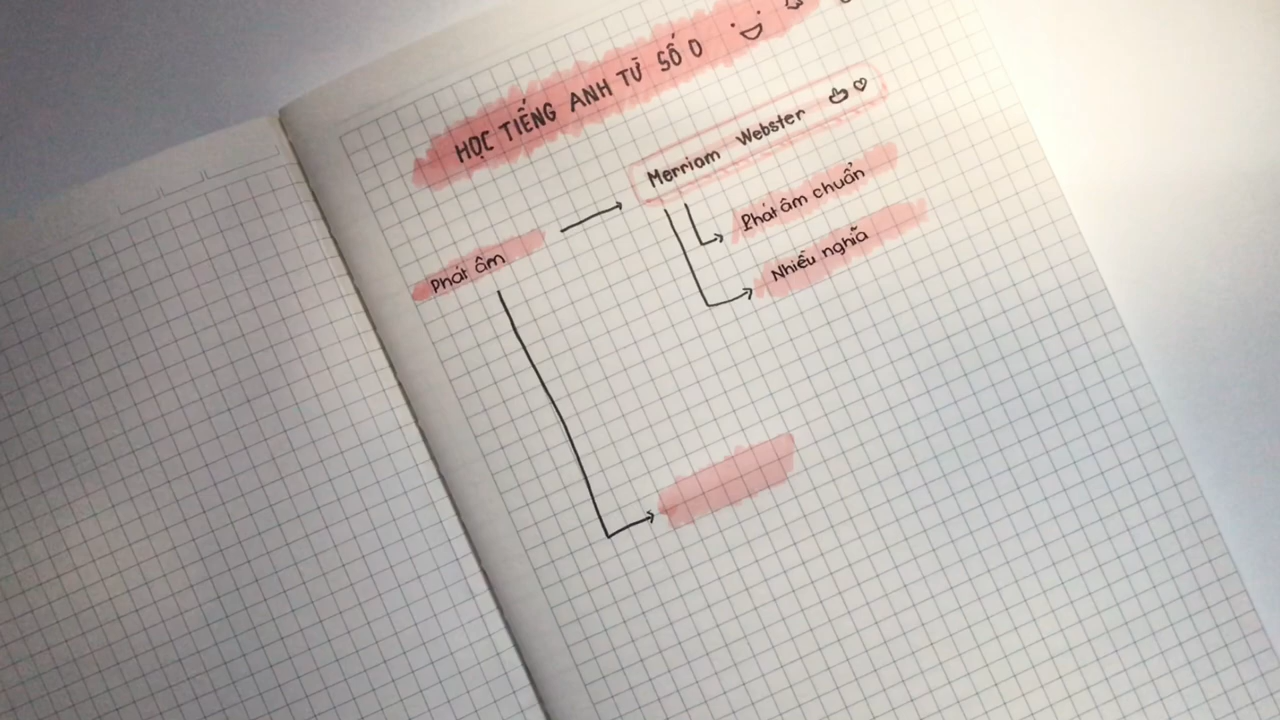 HỌC TIẾNG ANH TỪ SỐ 0
Merriam Webster
Phát âm chuẩn
Phát âm
Nhiều nghĩa